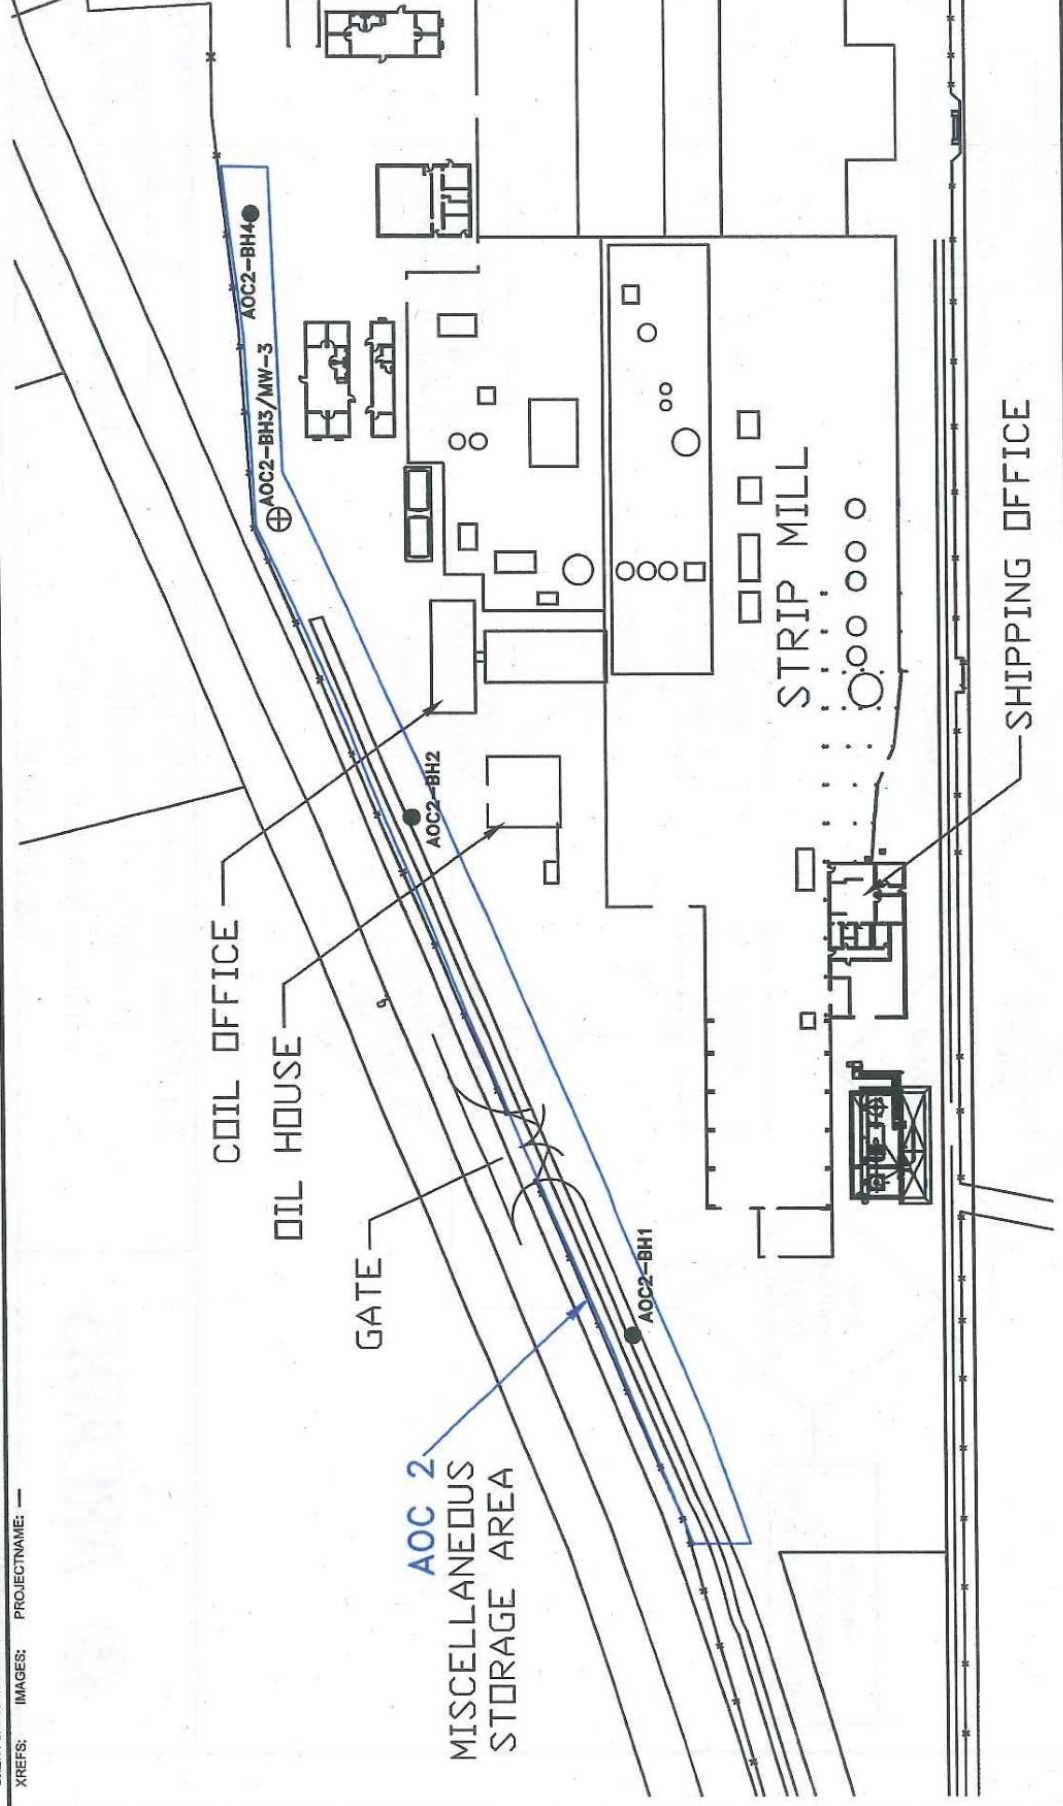 XREFS: IMAGES: PROJECTNAME: —
AOC 2
MISCELLANEOUS
STORAGE AREA
GATE
OIL HOUSE
COIL OFFICE
AOC2-BH1
AOC2-BH2
AOC2-BH3/MW-3
AOC2-BH4
STRIP MILL
SHIPPING OFFICE